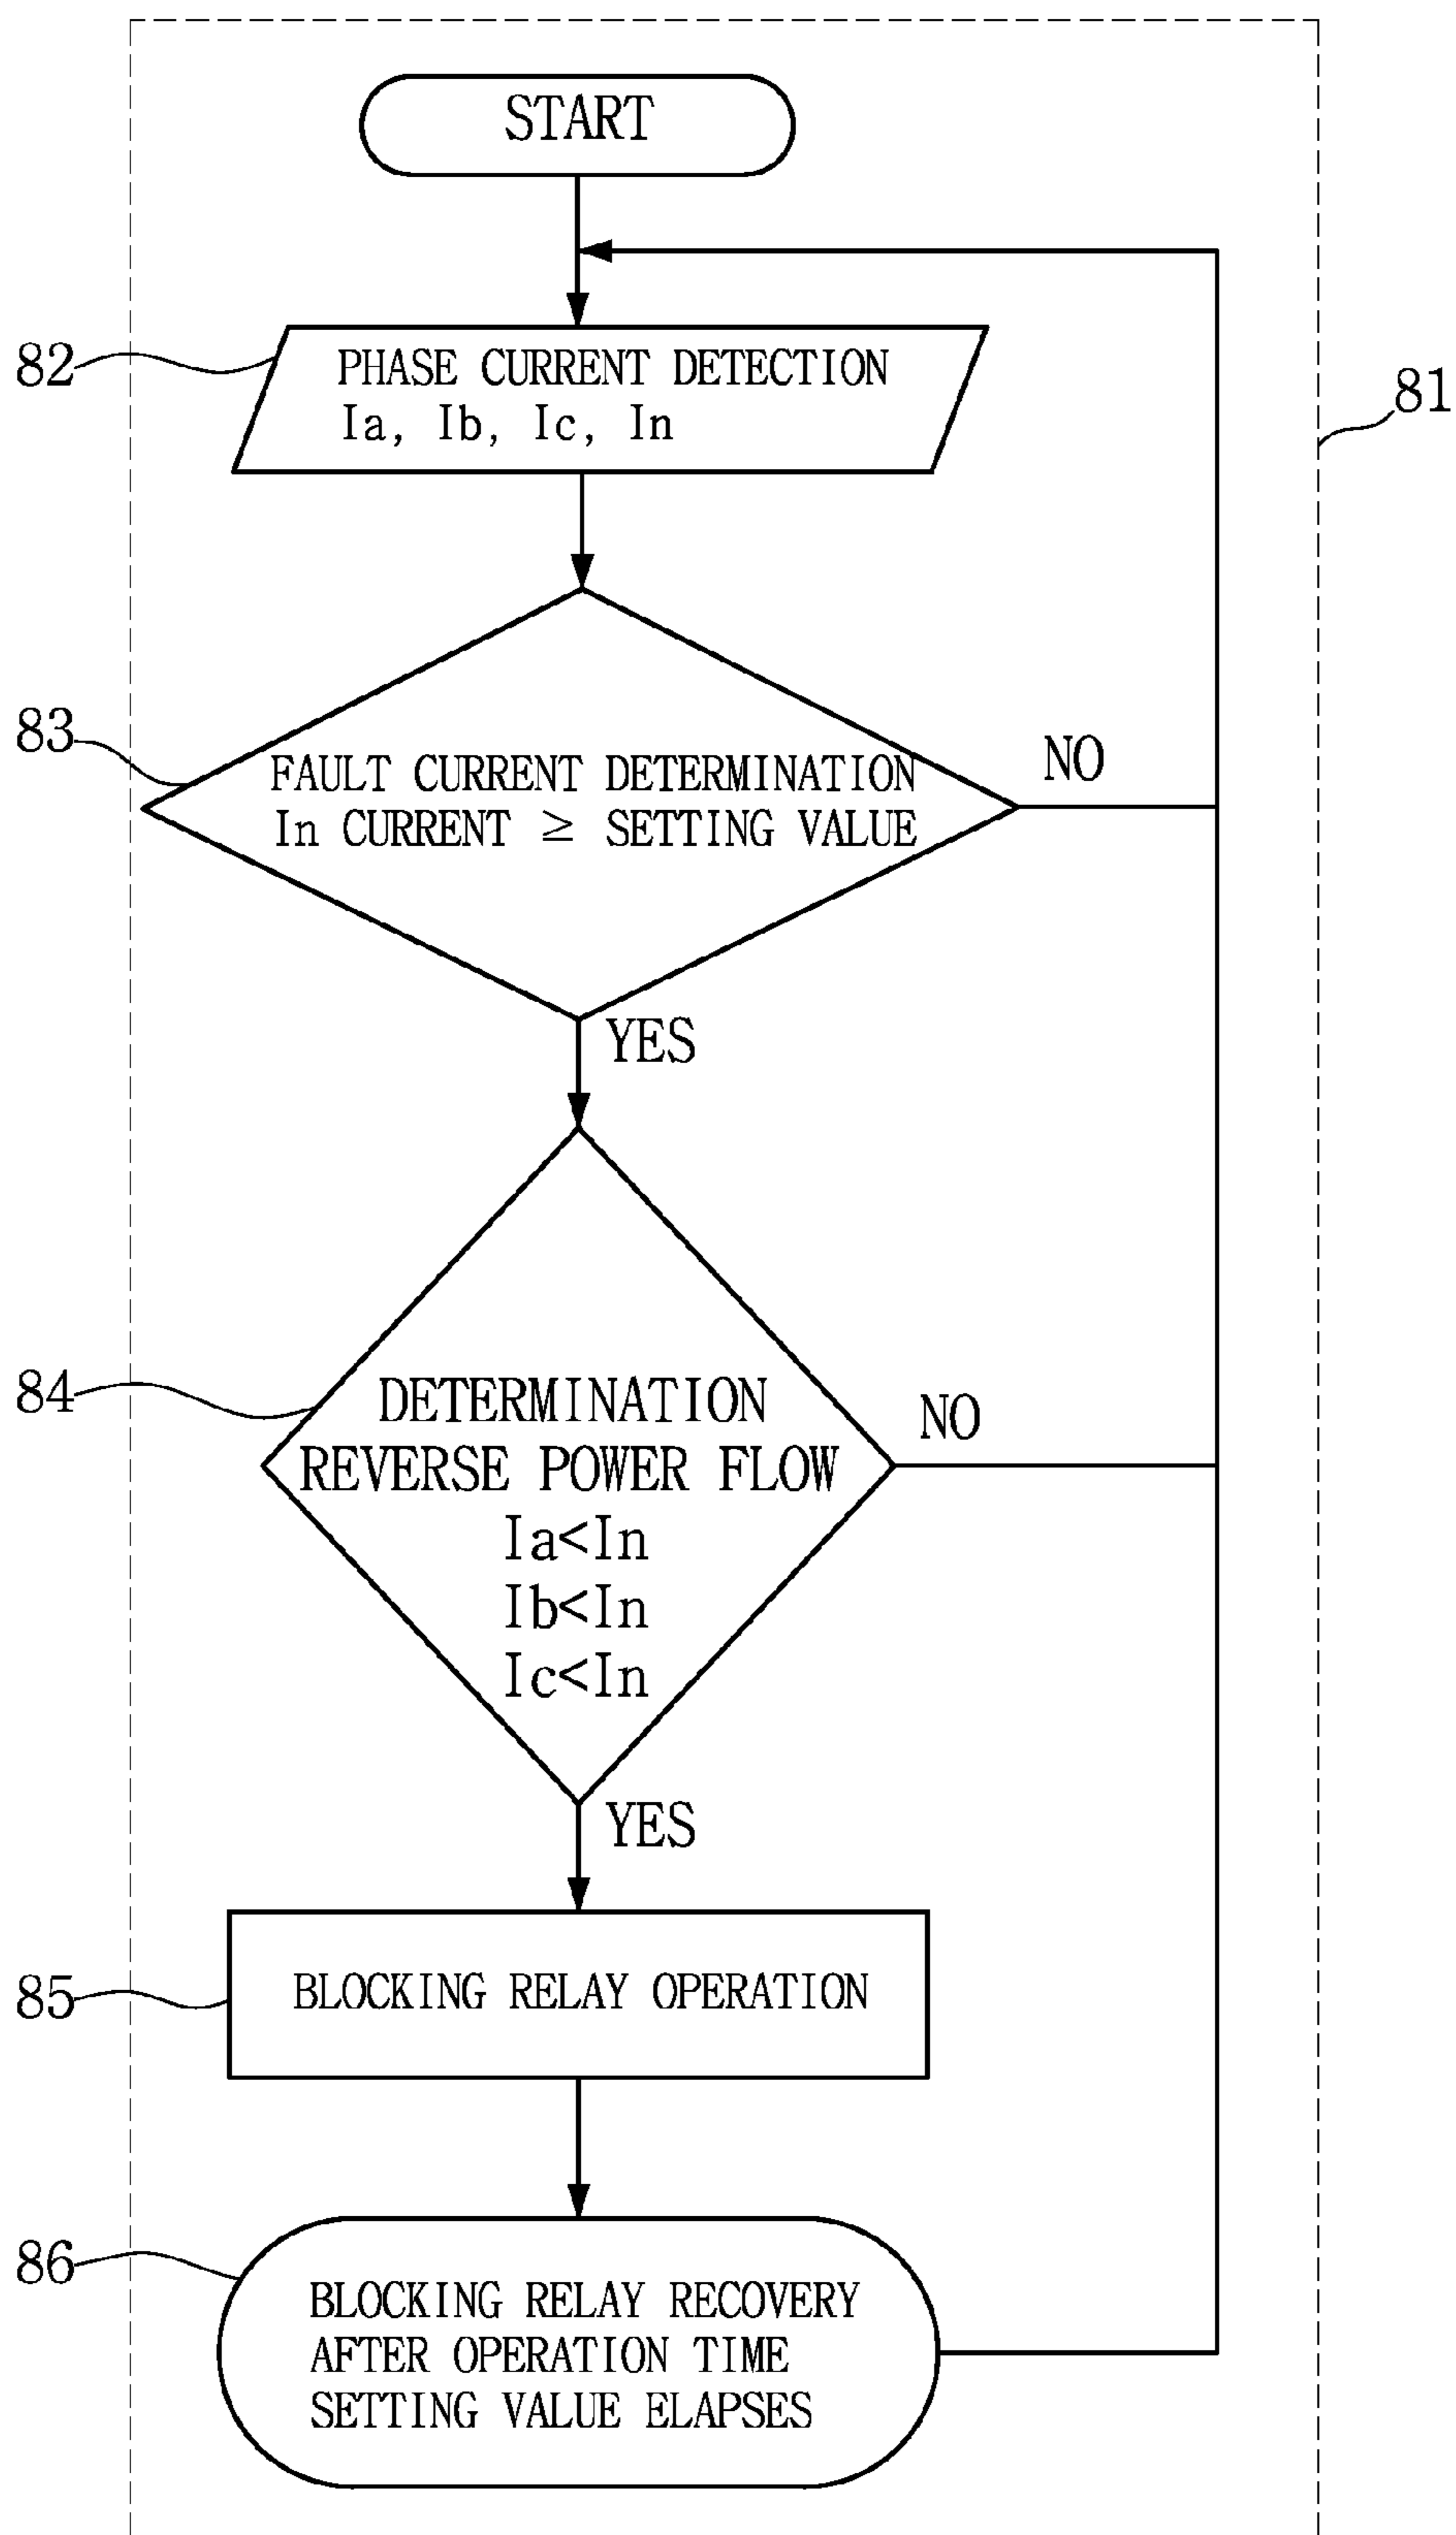 START
82
PHASE CURRENT DETECTION
Ia, Ib, Ic, In
81
83
FAULT CURRENT DETERMINATION
In CURRENT ≥ SETTING VALUE
NO
YES
84
DETERMINATION
REVERSE POWER FLOW
Ia<In
Ib<In
Ic<In
NO
YES
85
BLOCKING RELAY OPERATION
86
BLOCKING RELAY RECOVERY
AFTER OPERATION TIME
SETTING VALUE ELAPSES